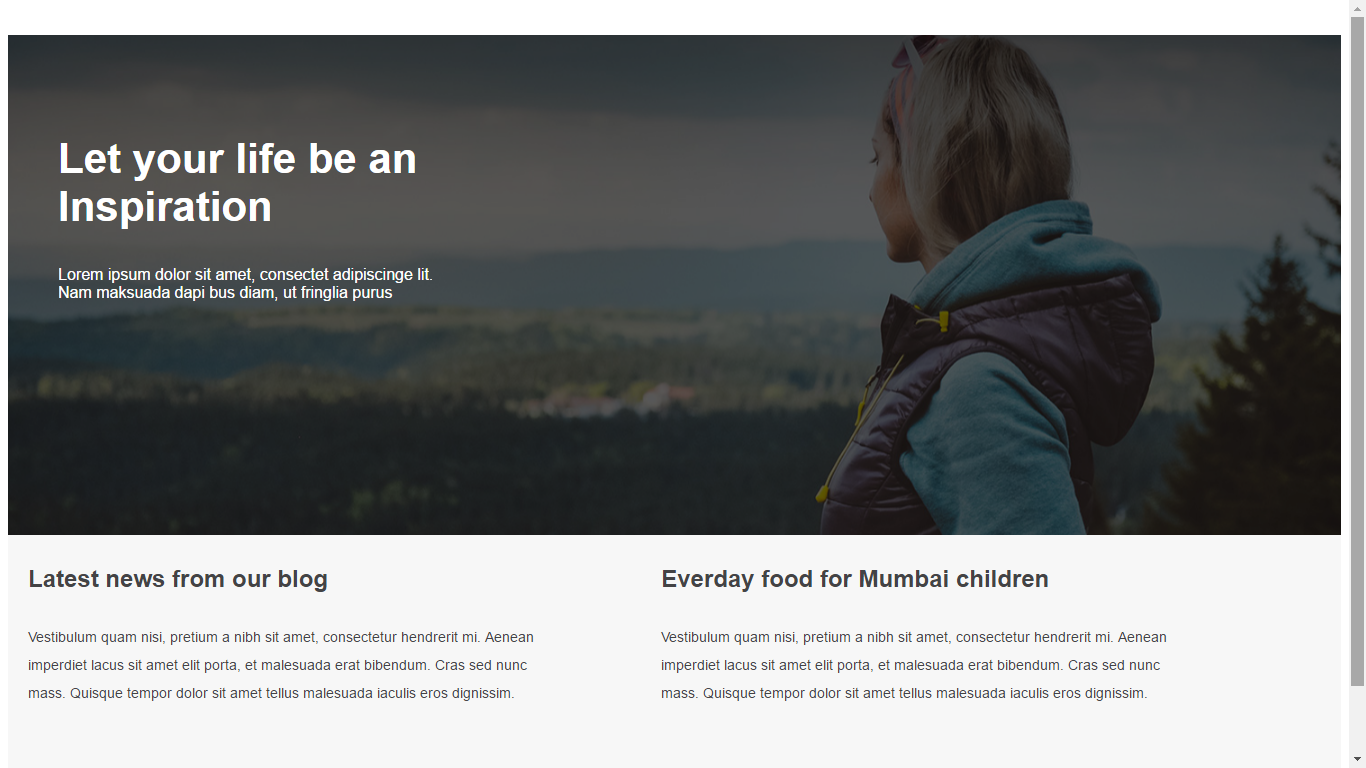 Let your life be an
Inspiration
Lorem ipsum dolor sit amet, consectet adipiscinge lit.
Nam maksuada dapi bus diam, ut fringlia purus
Latest news from our blog
Vestibulum quam nisi, pretium a nibh sit amet, consectetur hendrerit mi. Aenean
imperdiet lacus sit amet elit porta, et malesuada erat bibendum. Cras sed nunc
mass. Quisque tempor dolor sit amet tellus malesuada iaculis eros dignissim.
Everday food for Mumbai children
Vestibulum quam nisi, pretium a nibh sit amet, consectetur hendrerit mi. Aenean
imperdiet lacus sit amet elit porta, et malesuada erat bibendum. Cras sed nunc
mass. Quisque tempor dolor sit amet tellus malesuada iaculis eros dignissim.